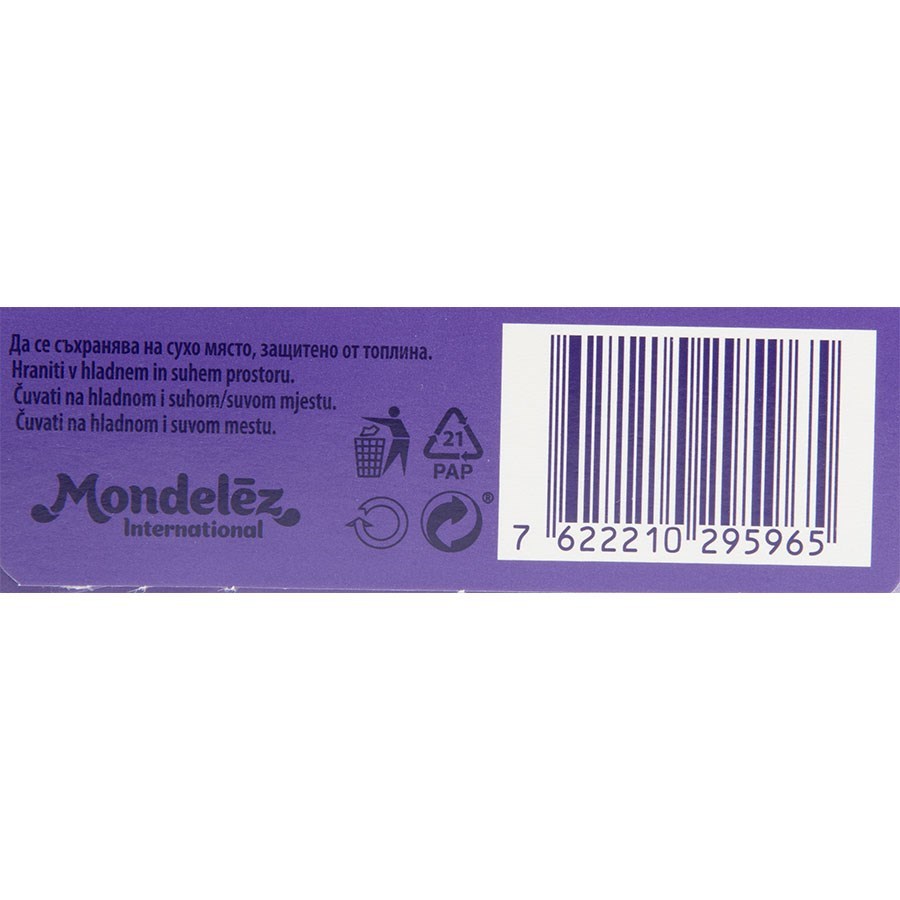 Да се съхранява на сухо място, защитено от топлина.
Hraniti v hladnem in suhem prostoru.
Čuvati na hladnom i suhom/suvom mjestu.
Čuvati na hladnom i suvom mestu.
Mondelēz
International
21
PAP
®
7 622210 295965